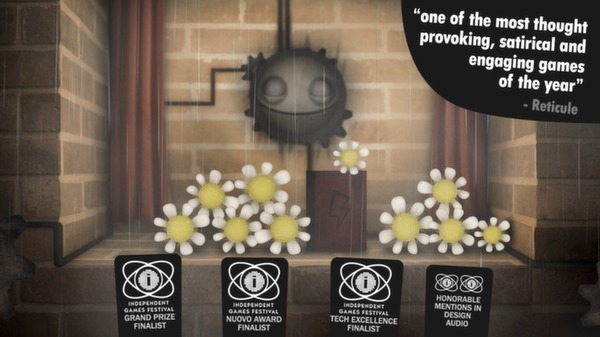 “one of the most thought
provoking, satirical and
engaging games
of the year”
- Reticule
INDEPENDENT
GAMES FESTIVAL
GRAND PRIZE
FINALIST
INDEPENDENT
GAMES FESTIVAL
NUOVO AWARD
FINALIST
INDEPENDENT
GAMES FESTIVAL
TECH EXCELLENCE
FINALIST
HONORABLE
MENTIONS IN
DESIGN
AUDIO